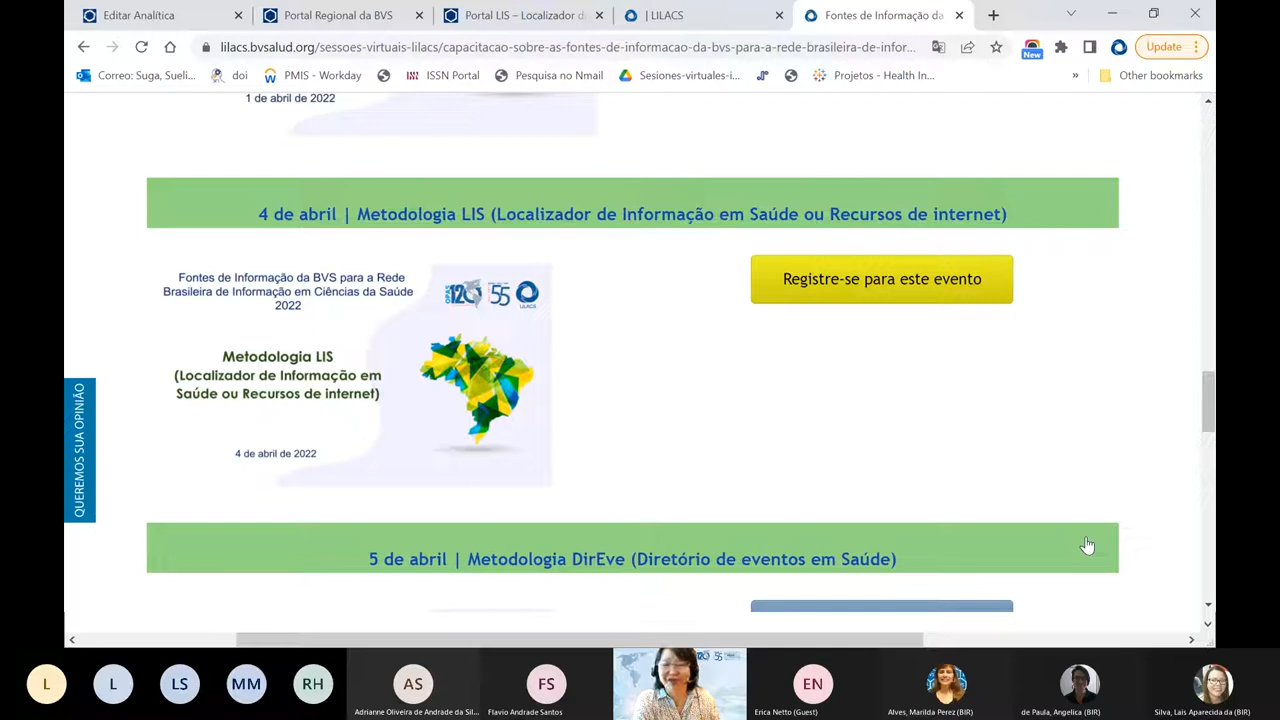 Editar Analítica
Portal Regional da BVS
Portal LIS – Localizador d
| LILACS
Fontes de Informação da
lilacs.bvsalud.org/sessoes-virtuais-lilacs/capacitacao-sobre-as-fontes-de-informacao-da-bvs-para-a-rede-brasileira-de-infor...
New
Update
Correo: Suga, Sueli...
doi
PMIS - Workday
ISSN Portal
Pesquisa no Nmail
Sesiones-virtuales-i...
Projetos - Health In...
»
Other bookmarks
1 de abril de 2022
4 de abril | Metodologia LIS (Localizador de Informação em Saúde ou Recursos de internet)
Fontes de Informação da BVS para a Rede
Brasileira de Informação em Ciências da Saúde
2022
120
55
LILACS
Registre-se para este evento
Metodologia LIS
(Localizador de Informação em
Saúde ou Recursos de internet)
4 de abril de 2022
QUEREMOS SUA OPINIÃO
5 de abril | Metodologia DirEve (Diretório de eventos em Saúde)
L
L
LS
MM
RH
AS
FS
55
EN
Adrianne Oliveira de Andrade da Sil...
Flavio Andrade Santos
Erica Netto (Guest)
Alves, Marilda Perez (BIR)
de Paula, Angelica (BIR)
Silva, Lais Aparecida da (BIR)